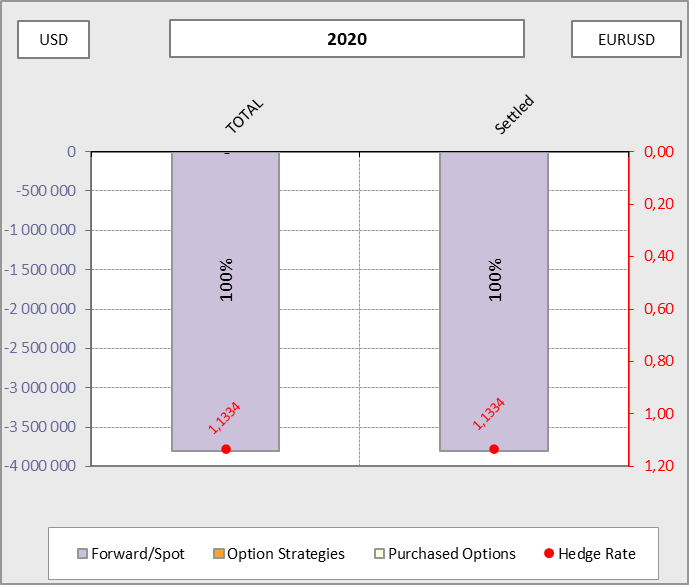 USD
2020
EURUSD
TOTAL
Settled
0
-500 000
-1 000 000
-1 500 000
-2 000 000
-2 500 000
-3 000 000
-3 500 000
-4 000 000
100%
1,1334
100%
1,1334
0,00
0,20
0,40
0,60
0,80
1,00
1,20
Forward/Spot
Option Strategies
Purchased Options
Hedge Rate